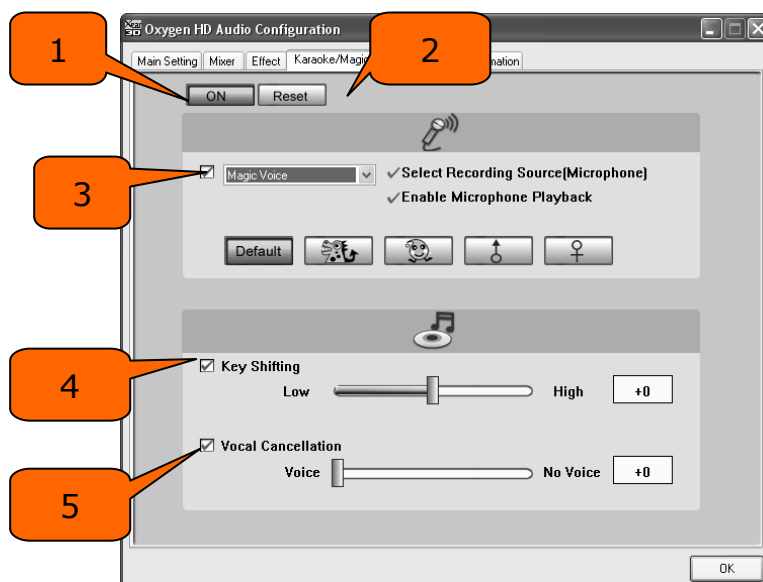 Xear 3D Oxygen HD Audio Configuration
Main Setting Mixer Effect Karaoke/Magic mation
1
2
ON Reset
3
Magic Voice ✓Select Recording Source(Microphone)
✓Enable Microphone Playback
Default
4
Key Shifting
Low High +0
5
Vocal Cancellation
Voice No Voice +0
OK